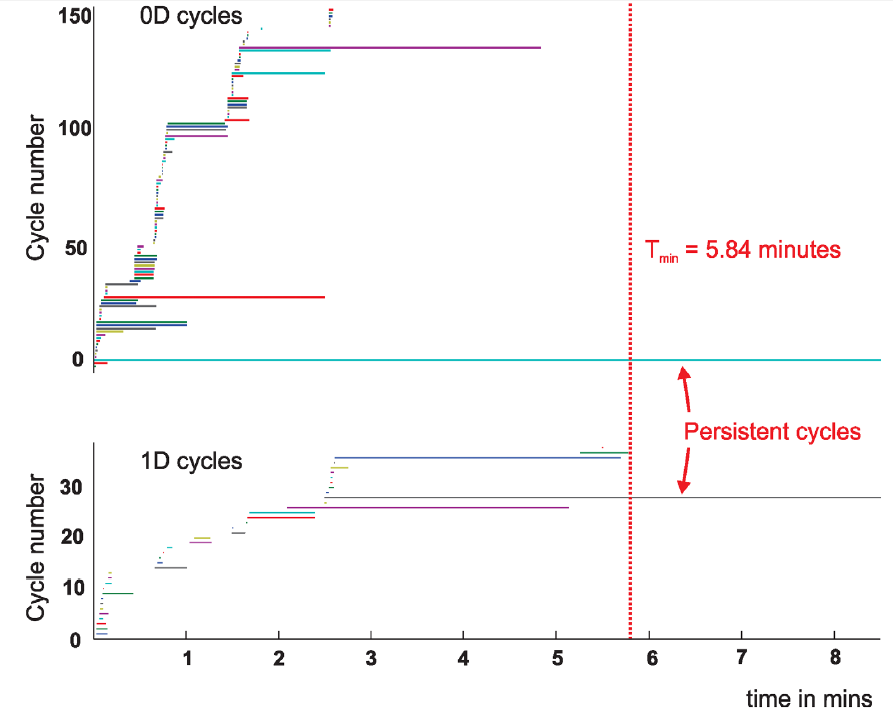 150
0D cycles
100
Cycle number
50
T_min = 5.84 minutes
0
Persistent cycles
1D cycles
30
20
Cycle number
10
0
1 2 3 4 5 6 7 8
time in mins